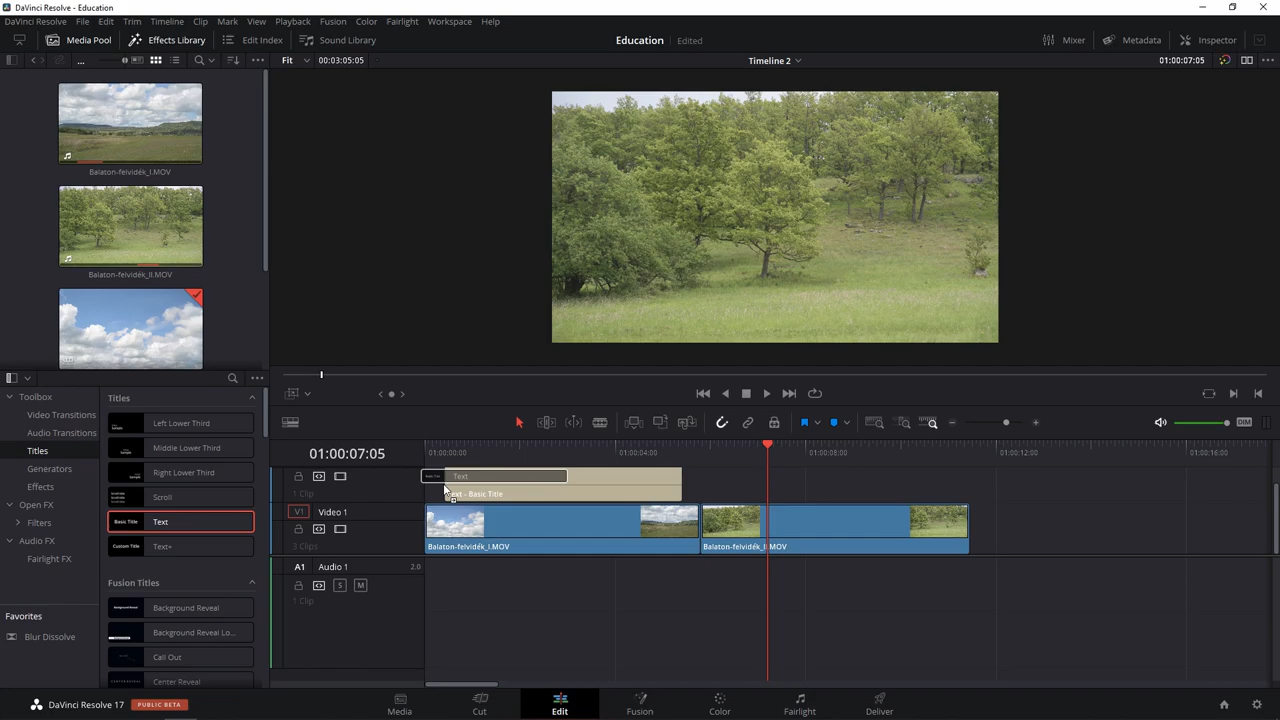 DaVinci Resolve - Education
DaVinci Resolve File Edit Trim Timeline Clip Mark View Playback Fusion Color Fairlight Workspace Help
Media Pool Effects Library Edit Index Sound Library Education Edited Mixer Metadata Inspector
... Fit 00:03:05:05 Timeline 2 01:00:07:05
Balaton-felvidék_I.MOV
Balaton-felvidék_II.MOV
Toolbox
Video Transitions
Audio Transitions
Titles
Generators
Effects
Open FX
Filters
Audio FX
Fairlight FX
Favorites
Blur Dissolve
Titles
Left Lower Third
Middle Lower Third
Right Lower Third
Scroll
Basic Title Text
Custom Title Text+
Fusion Titles
Background Reveal
Background Reveal Lo...
Call Out
Center Reveal
DIM
01:00:07:05
01:00:00:00 01:00:04:00 01:00:08:00 01:00:12:00 01:00:16:00
Text
1 Clip
Text - Basic Title
V1 Video 1
3 Clips
Balaton-felvidék_I.MOV
Balaton-felvidék_II.MOV
A1 Audio 1 2.0
S M
1 Clip
DaVinci Resolve 17 PUBLIC BETA
Media Cut Edit Fusion Color Fairlight Deliver